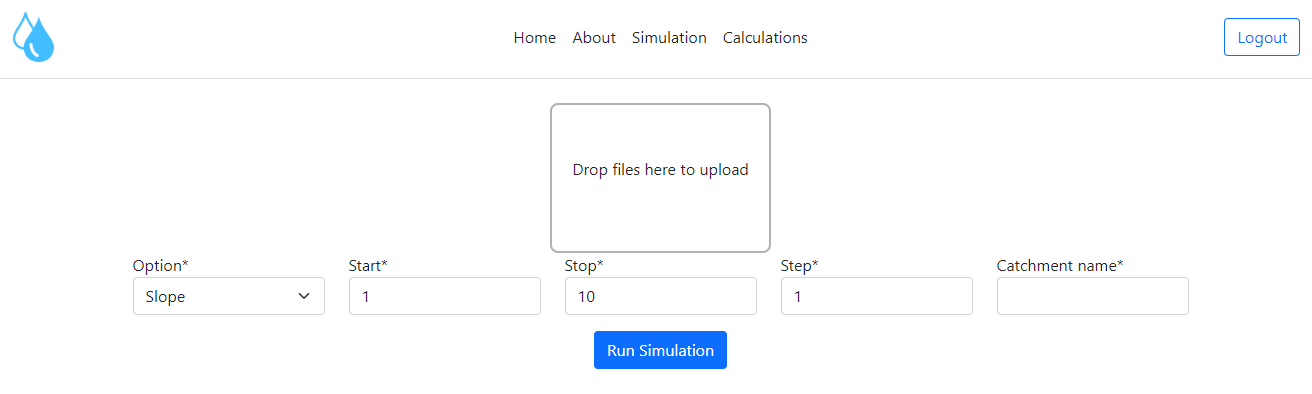 Home About Simulation Calculations Logout
Drop files here to upload
Option* Start* Stop* Step* Catchment name*
Slope 1 10 1
Run Simulation